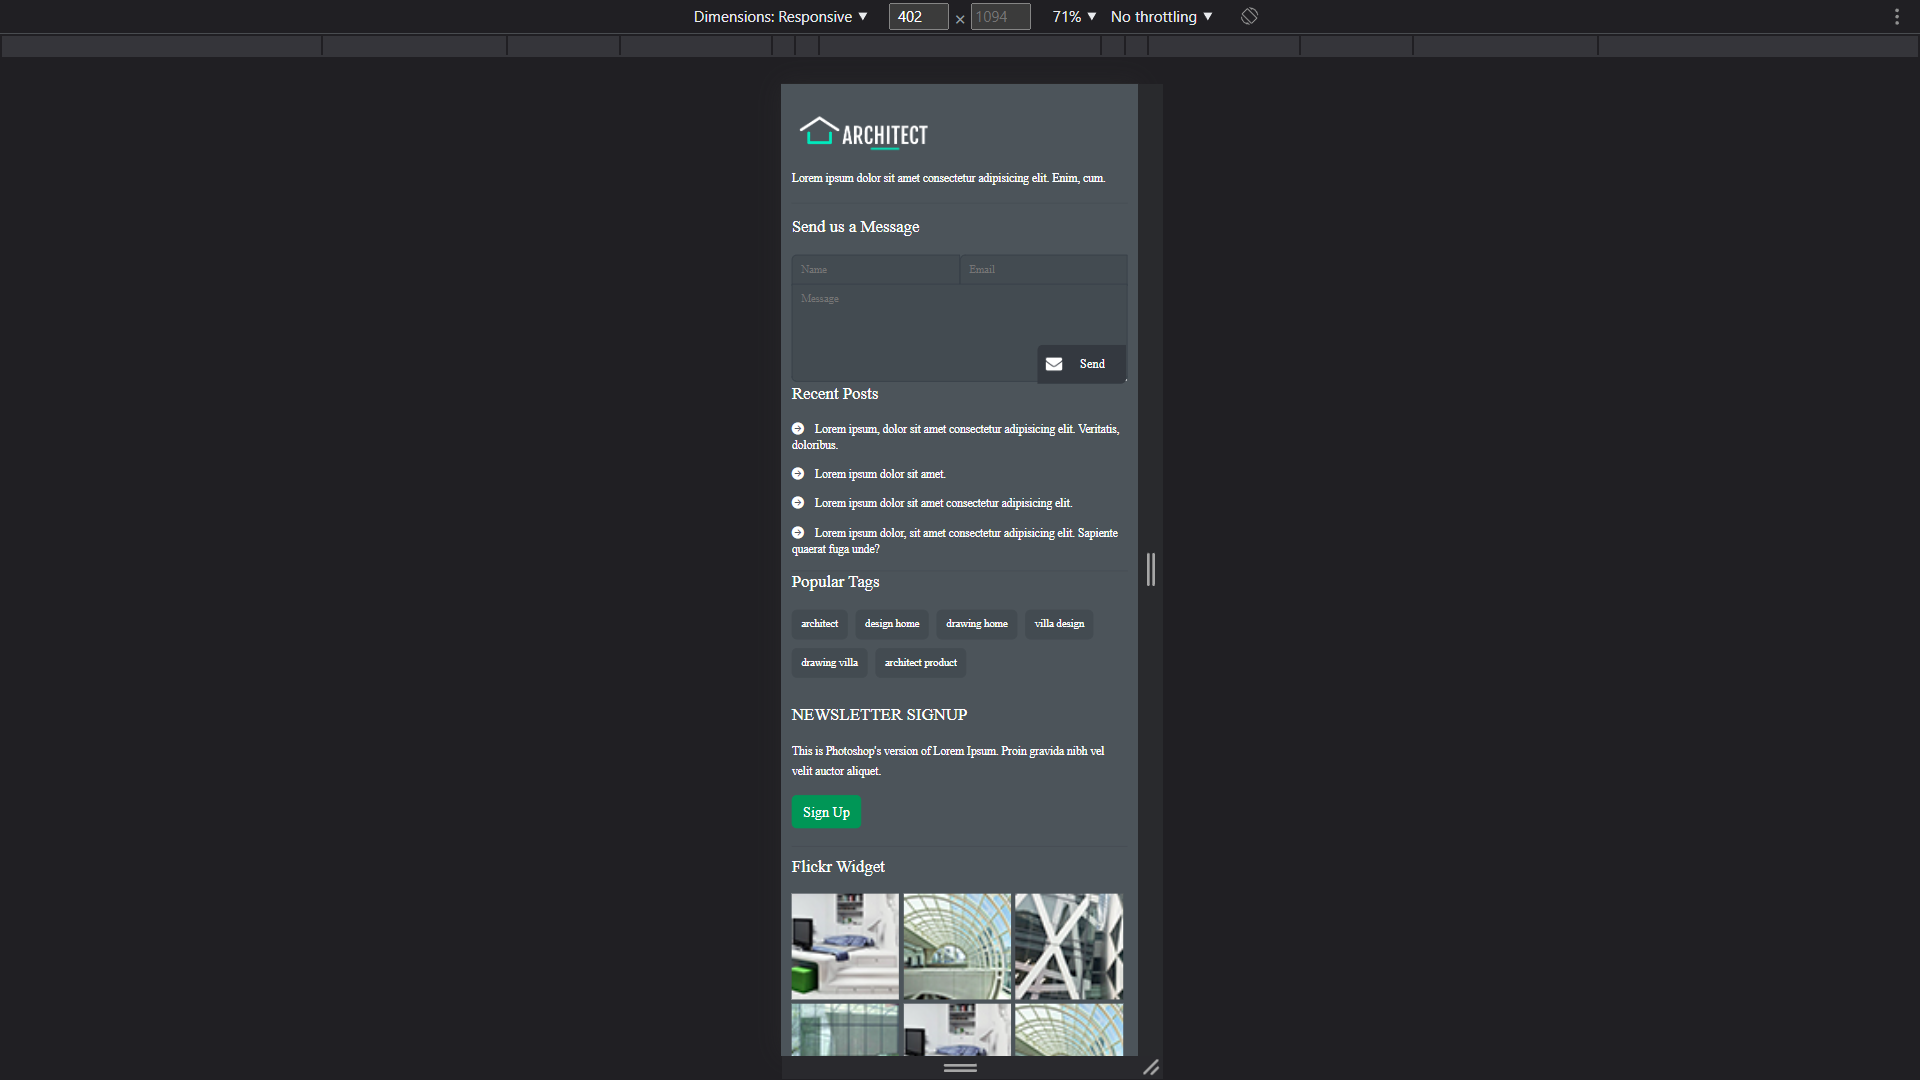 Dimensions: Responsive ▼ 402 × 1094 71% ▼ No throttling ▼
ARCHITECT
Lorem ipsum dolor sit amet consectetur adipisicing elit. Enim, cum.
Send us a Message
Name Email
Message
Send
Recent Posts
Lorem ipsum, dolor sit amet consectetur adipisicing elit. Veritatis,
doloribus.
Lorem ipsum dolor sit amet.
Lorem ipsum dolor sit amet consectetur adipisicing elit.
Lorem ipsum dolor, sit amet consectetur adipisicing elit. Sapiente
quaerat fuga unde?
Popular Tags
architect design home drawing home villa design
drawing villa architect product
NEWSLETTER SIGNUP
This is Photoshop's version of Lorem Ipsum. Proin gravida nibh vel
velit auctor aliquet.
Sign Up
Flickr Widget